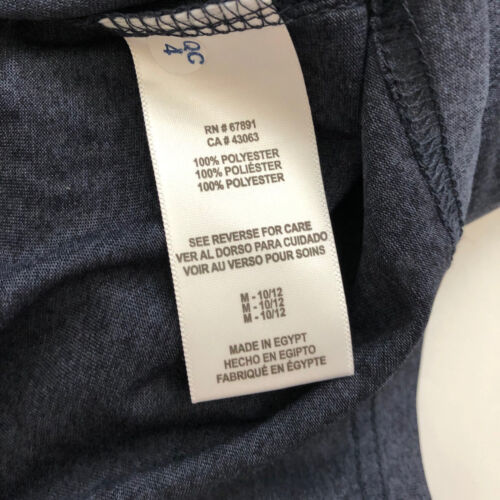 QC
4
RN # 67891
CA # 43063
100% POLYESTER
100% POLIÉSTER
100% POLYESTER
SEE REVERSE FOR CARE
VER AL DORSO PARA CUIDADO
VOIR AU VERSO POUR SOINS
M - 10/12
M - 10/12
M - 10/12
MADE IN EGYPT
HECHO EN EGIPTO
FABRIQUÉ EN ÉGYPTE